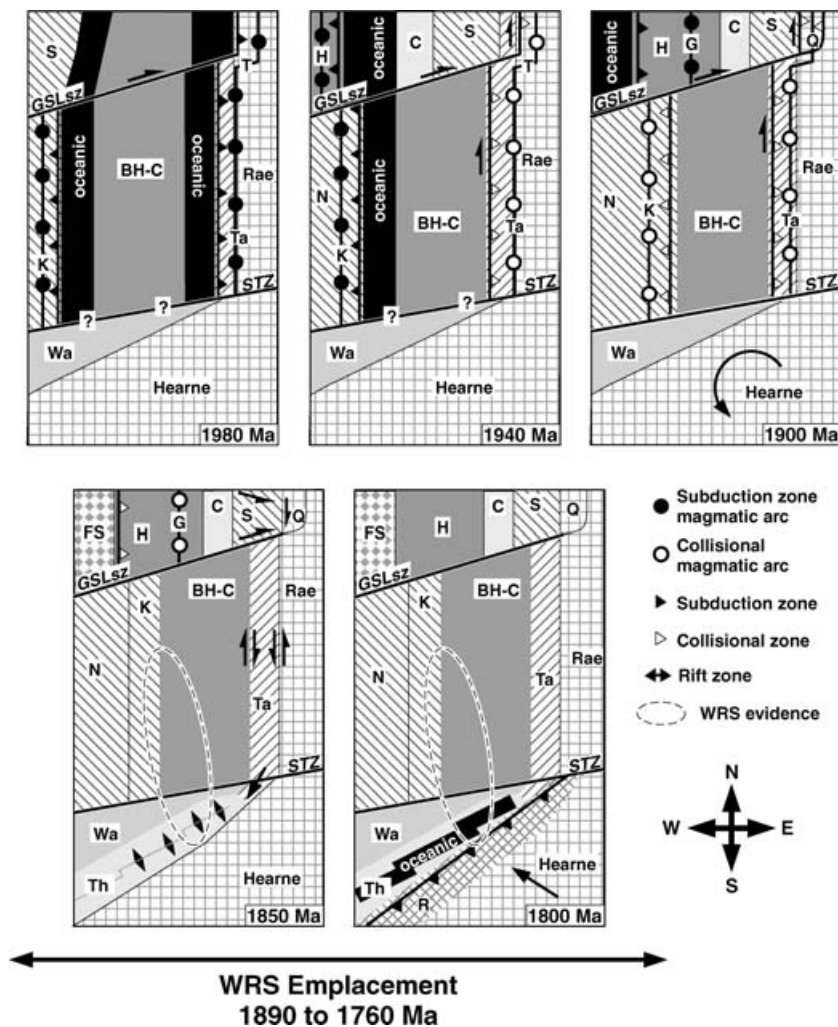 S
T
GSLsz
oceanic
BH-C
oceanic
Rae
K
Ta
STZ
?
?
Wa
Hearne
1980 Ma
H
oceanic
C
S
T
GSLsz
N
oceanic
Rae
BH-C
K
Ta
STZ
?
?
Wa
Hearne
1940 Ma
oceanic
H
G
C
S
Q
GSLsz
N
Rae
K
BH-C
Ta
STZ
Wa
Hearne
1900 Ma
FS
H
G
C
S
Q
GSLsz
K
BH-C
Rae
N
Ta
STZ
Wa
Th
Hearne
1850 Ma
H
C
S
Q
GSLsz
K
BH-C
Rae
N
Ta
STZ
Wa
oceanic
Th
Hearne
R
1800 Ma
FS
Subduction zone
magmatic arc
Collisional
magmatic arc
Subduction zone
Collisional zone
Rift zone
WRS evidence
N
W
E
S
WRS Emplacement
1890 to 1760 Ma